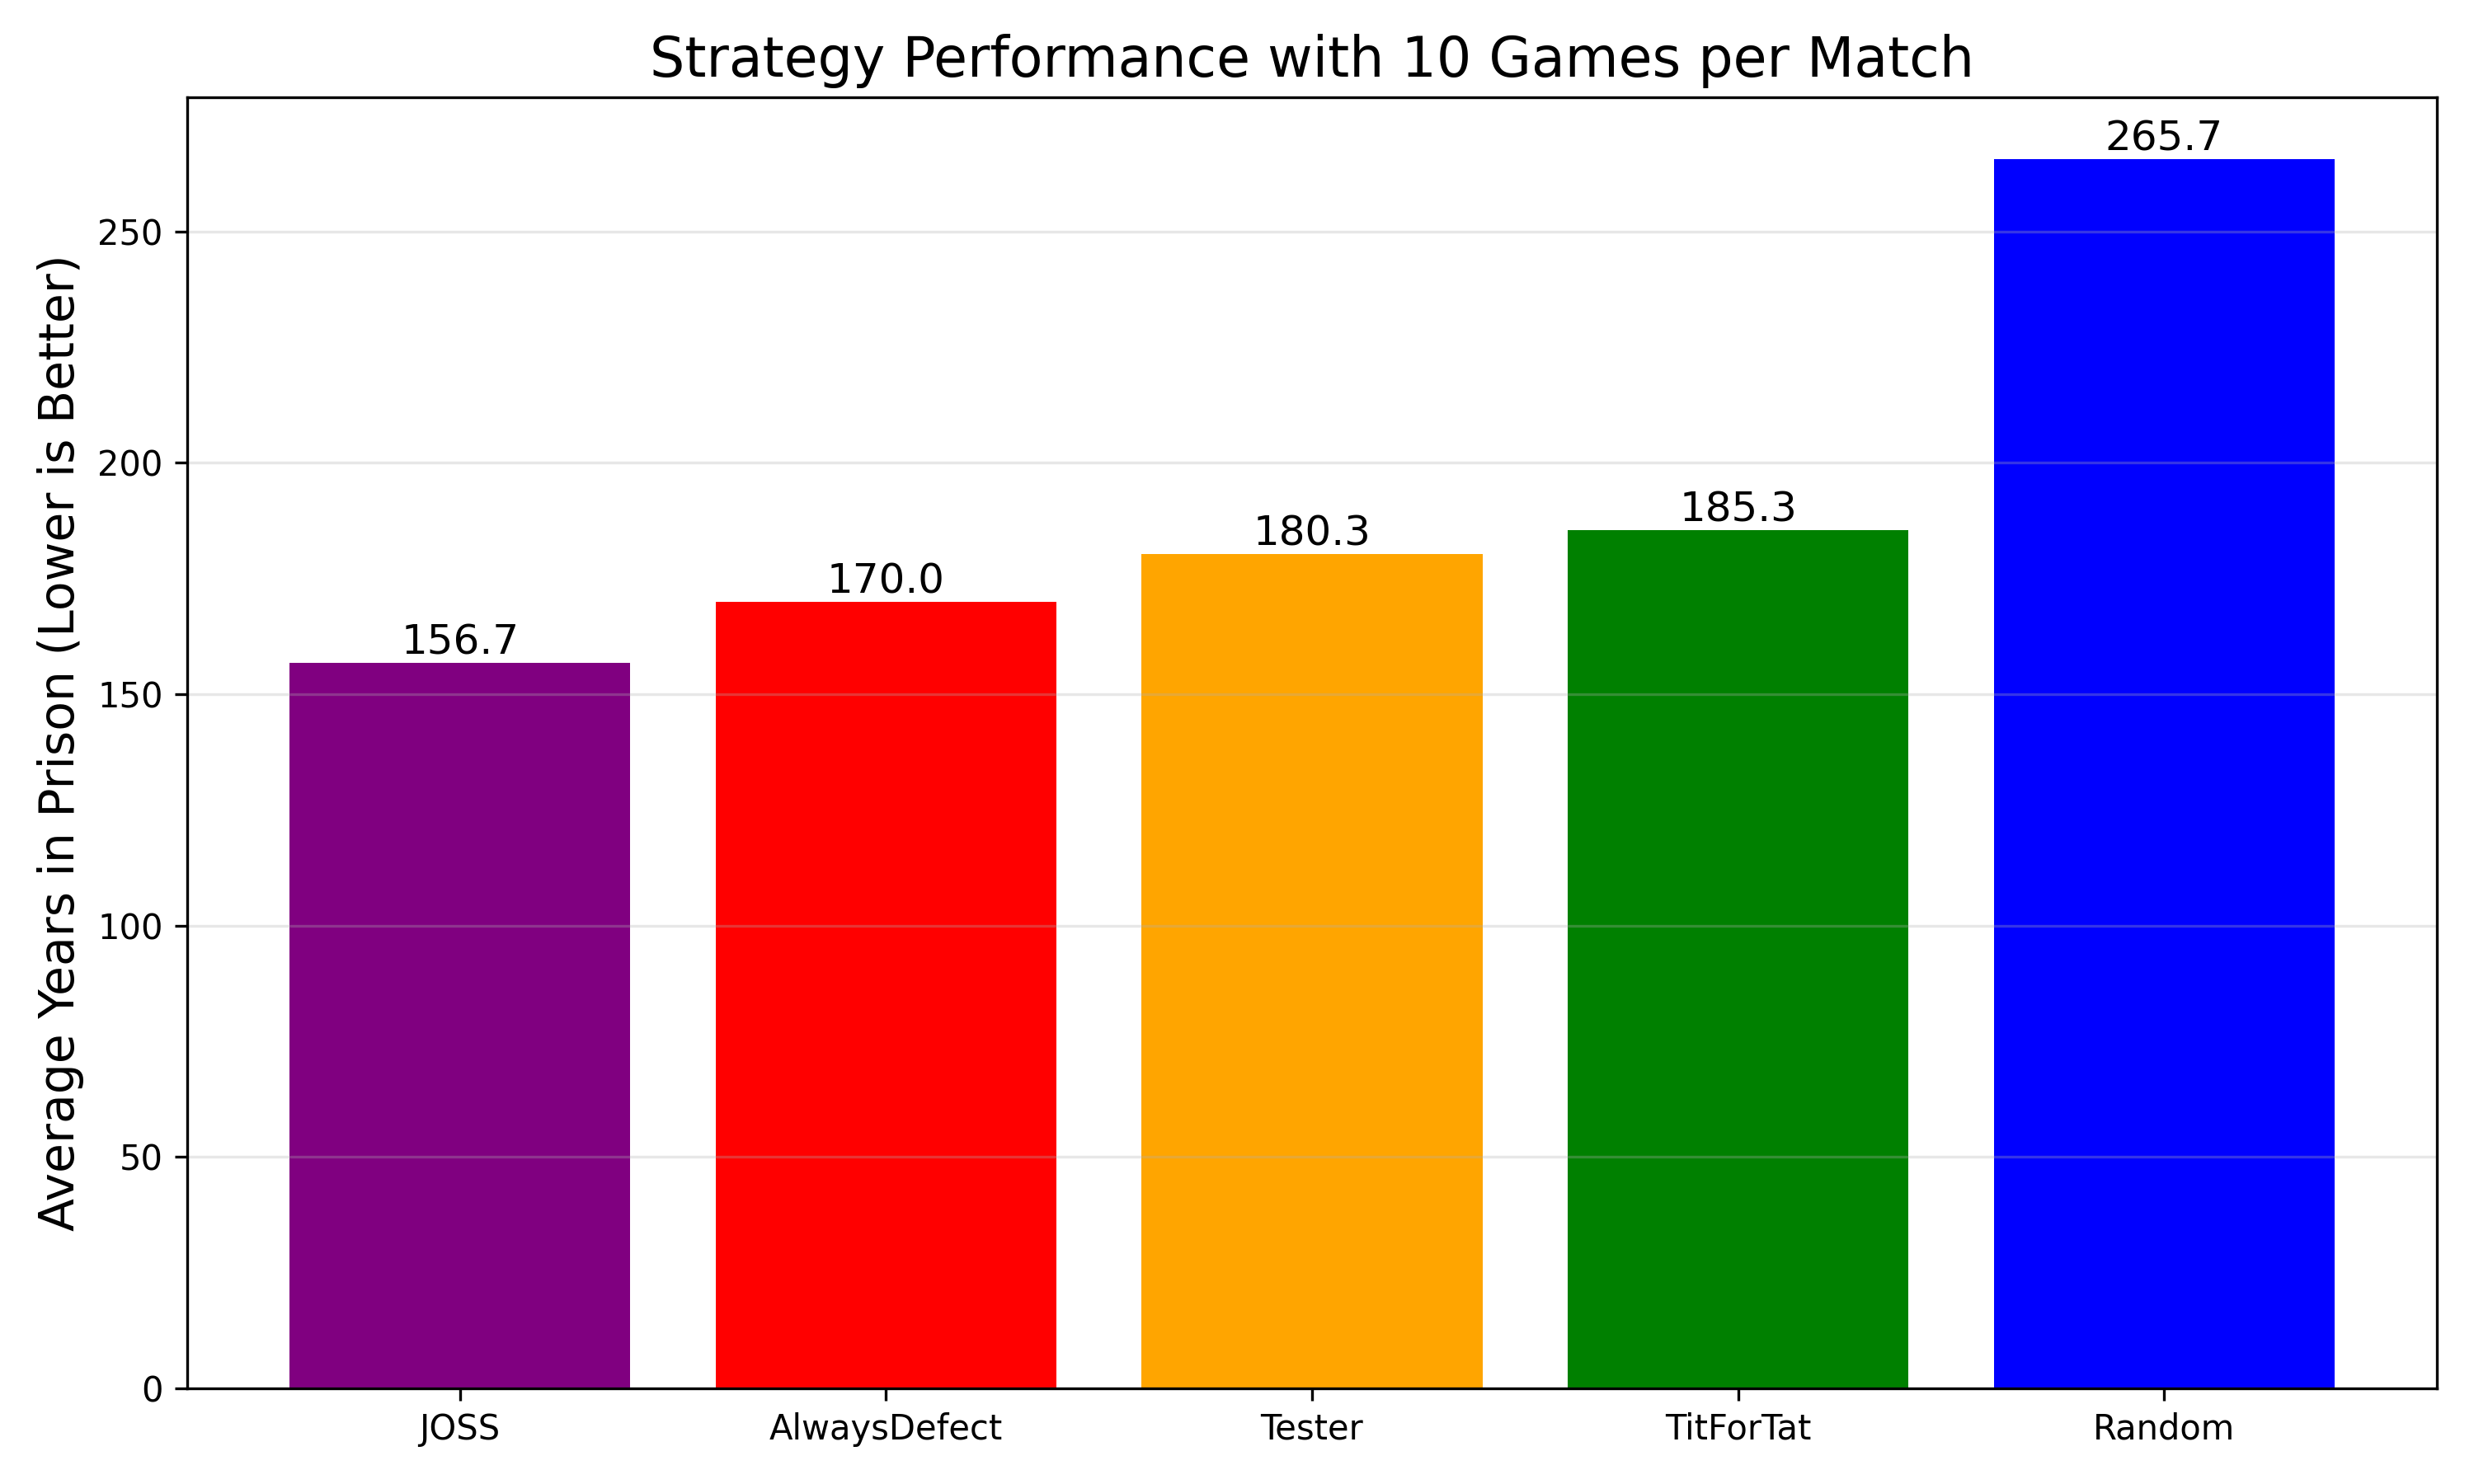 Strategy Performance with 10 Games per Match
Average Years in Prison (Lower is Better)
250
200
150
100
50
0
156.7
170.0
180.3
185.3
265.7
JOSS
AlwaysDefect
Tester
TitForTat
Random